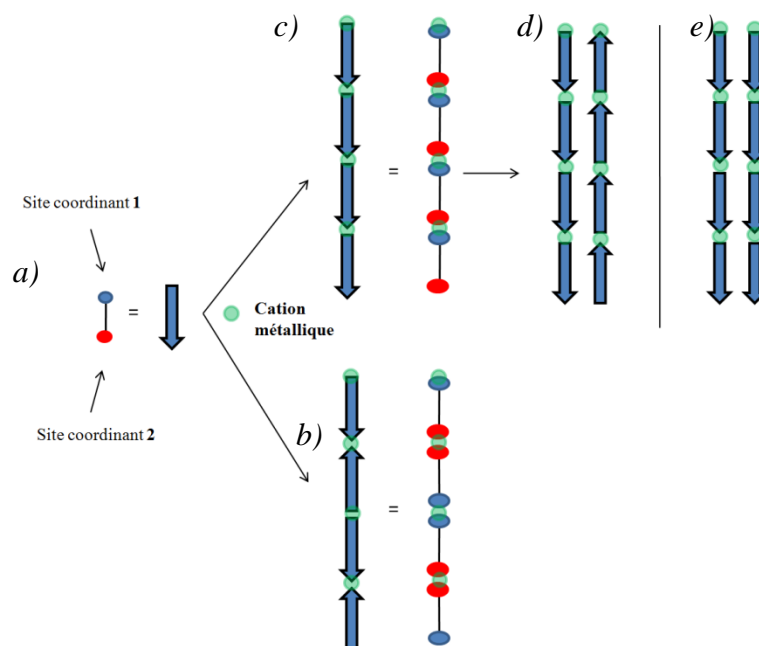 c)
d)
e)
Site coordinant 1
a)
=
=
Cation
métallique
Site coordinant 2
b)
=